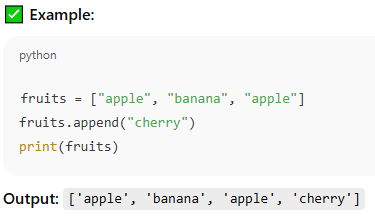 ✅ Example:
python
fruits = ["apple", "banana", "apple"]
fruits.append("cherry")
print(fruits)
Output: ['apple', 'banana', 'apple', 'cherry']